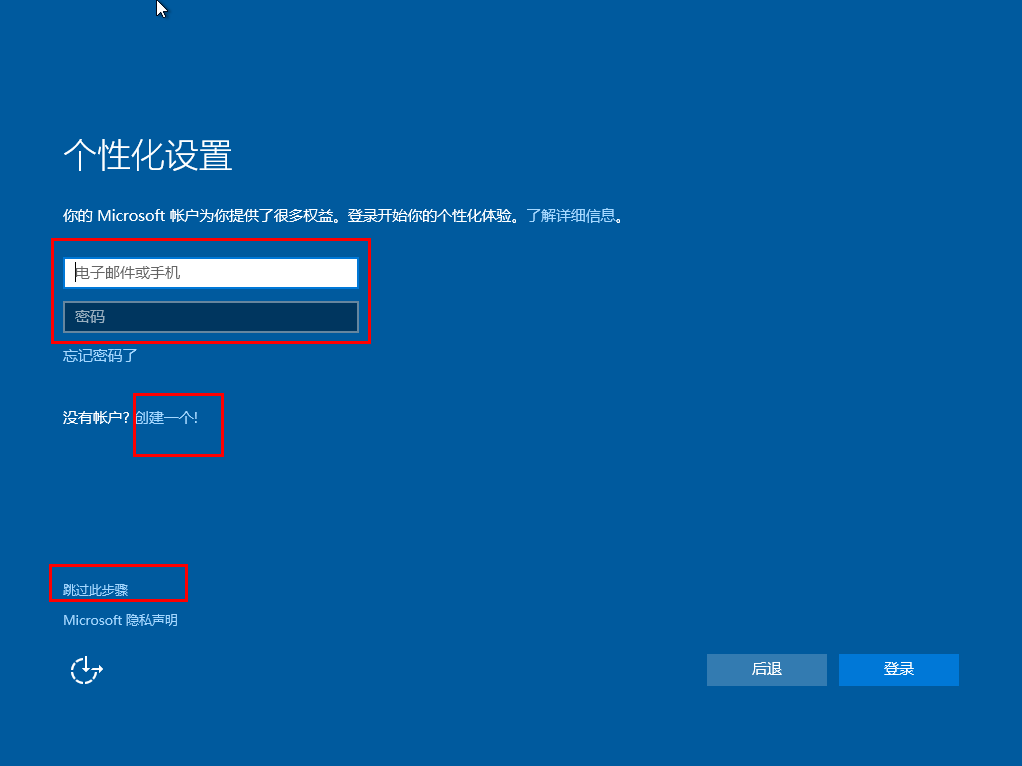 个性化设置
你的 Microsoft 帐户为你提供了很多权益。登录开始你的个性化体验。了解详细信息。
电子邮件或手机
密码
忘记密码了
没有帐户? 创建一个!
跳过此步骤
Microsoft 隐私声明
后退
登录